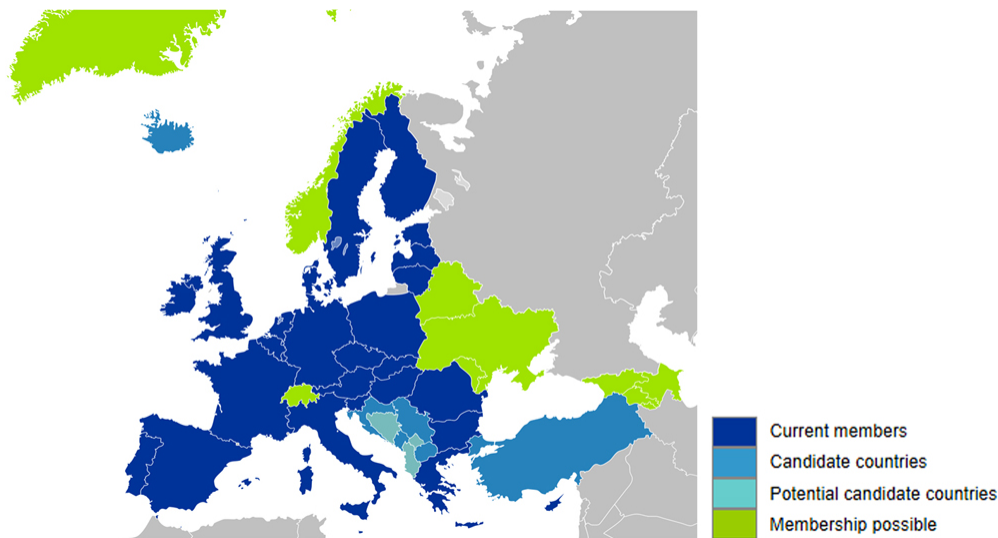 Current members
Candidate countries
Potential candidate countries
Membership possible